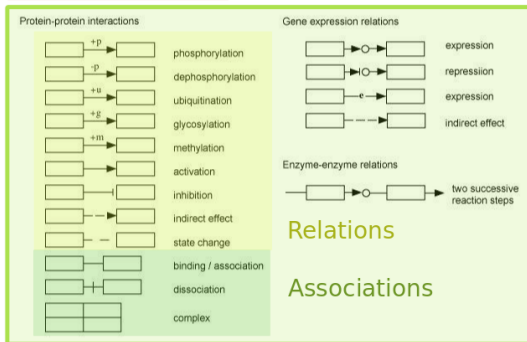 Protein-protein interactions
+p phosphorylation
-p dephosphorylation
+u ubiquitination
+g glycosylation
+m methylation
activation
inhibition
indirect effect
state change
binding / association
dissociation
complex
Gene expression relations
expression
repressiion
e expression
indirect effect
Enzyme-enzyme relations
two successive
reaction steps
Relations
Associations